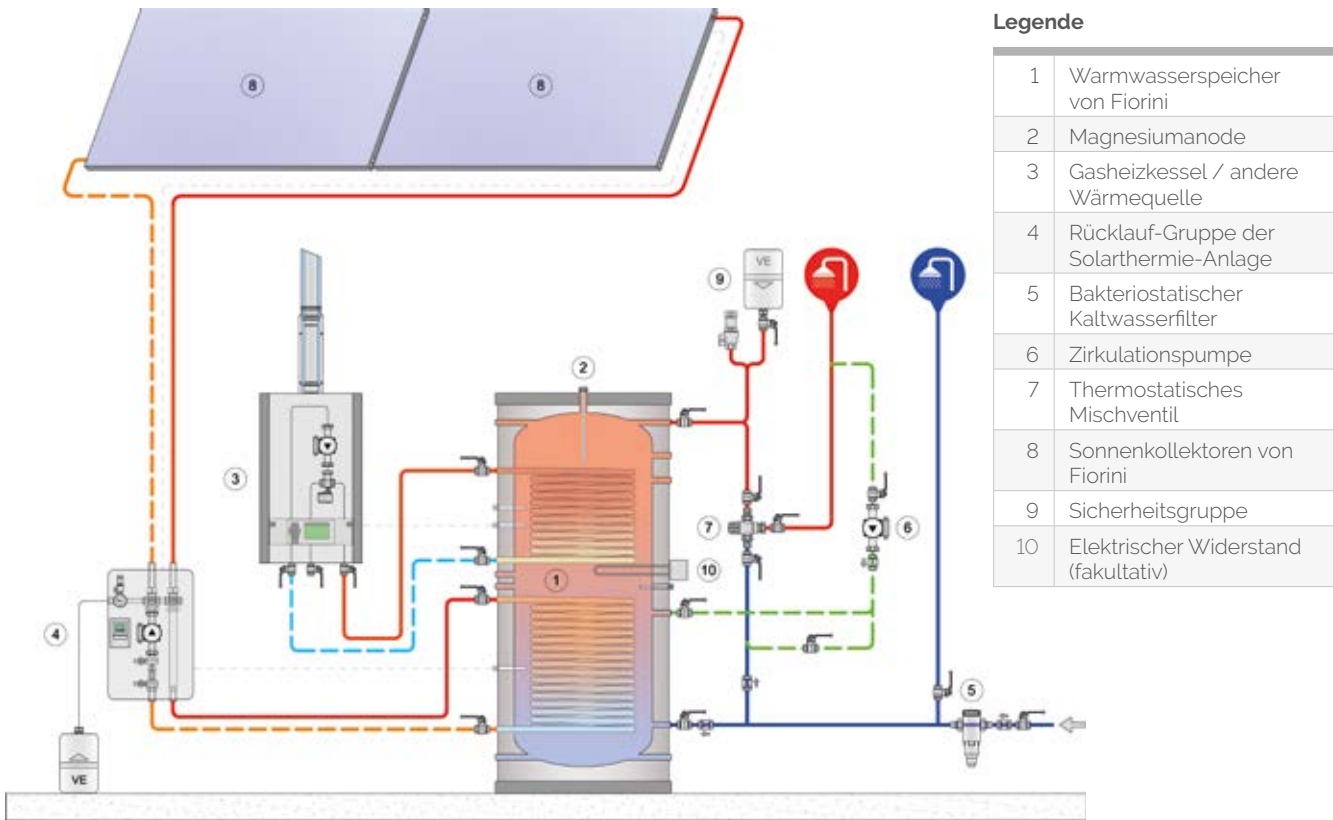 Legende
1 Warmwasserspeicher
von Fiorini
2 Magnesiumanode
3 Gasheizkessel / andere
Wärmequelle
4 Rücklauf-Gruppe der
Solarthermie-Anlage
5 Bakteriostatischer
Kaltwasserfilter
6 Zirkulationspumpe
7 Thermostatisches
Mischventil
8 Sonnenkollektoren von
Fiorini
9 Sicherheitsgruppe
10 Elektrischer Widerstand
(fakultativ)
8
8
9
VE
2
3
7
6
1
10
4
5
VE